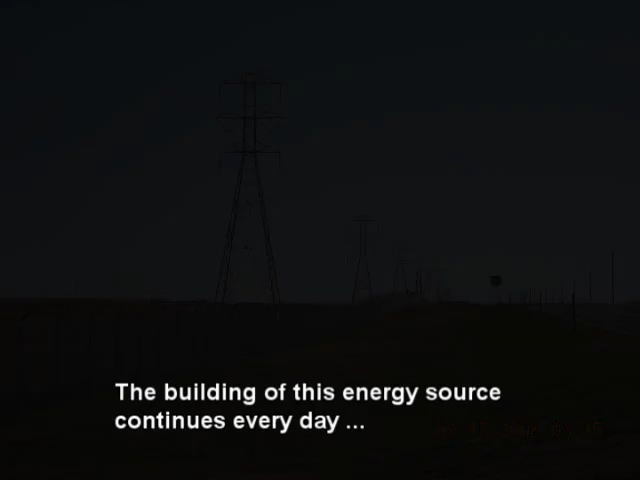 The building of this energy source
continues every day ...